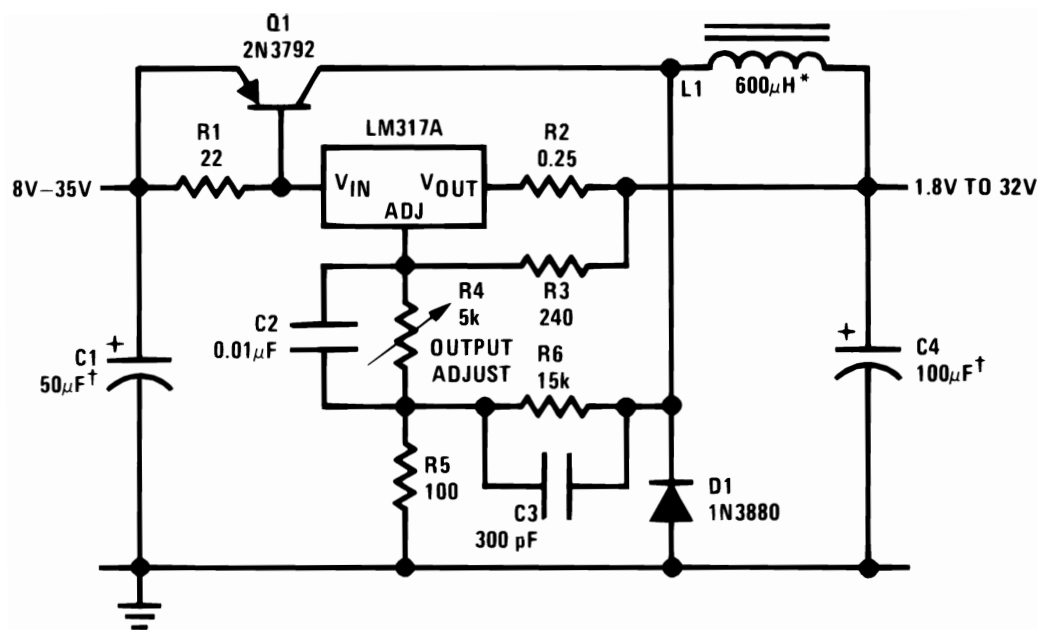 Q1
2N3792
L1
600μH*
R1
22
LM317A
R2
0.25
8V–35V
VIN
VOUT
ADJ
1.8V TO 32V
R4
5k
R3
240
C2
0.01μF
OUTPUT
ADJUST
R6
15k
+
C1
50μF†
+
C4
100μF†
R5
100
C3
300 pF
D1
1N3880